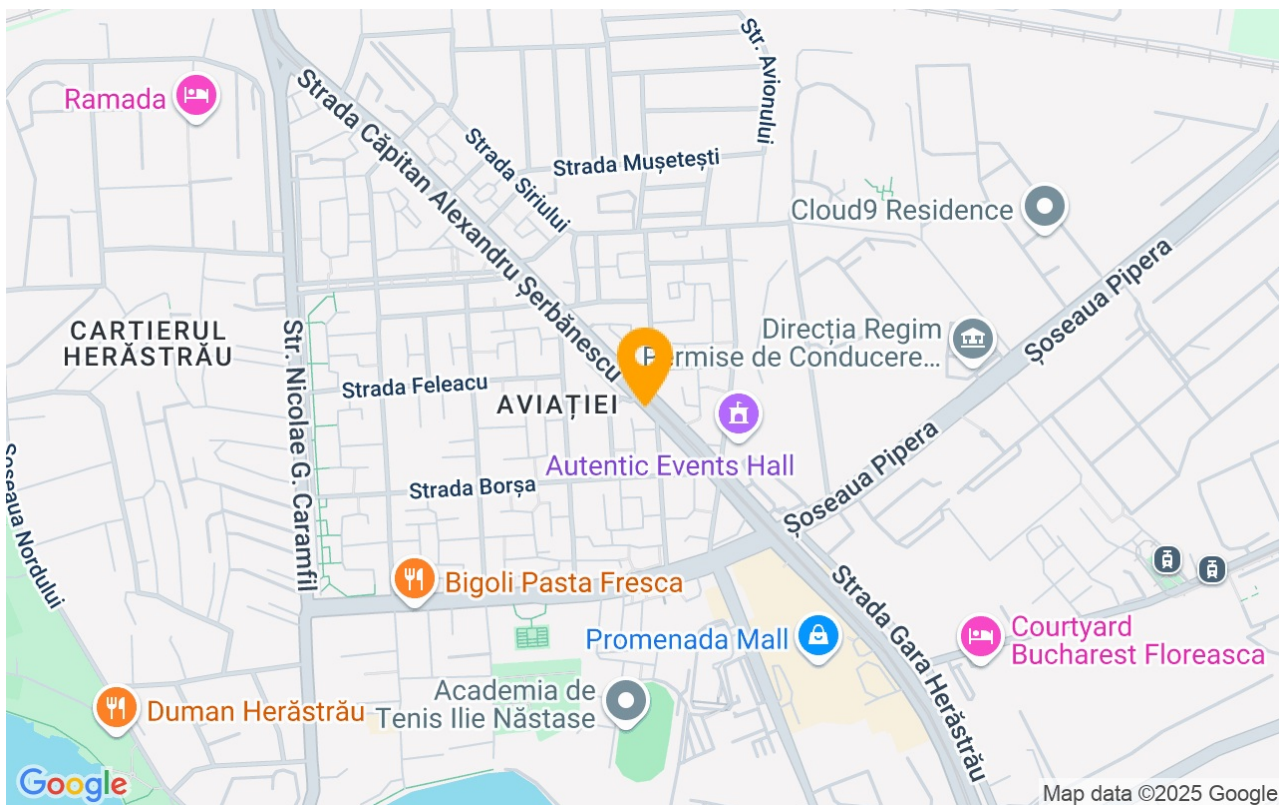 Str. Avionului
Ramada
Strada Căpitan Alexandru Șerbănescu
Strada Siriului
Strada Mușetești
Cloud9 Residence
Șoseaua Pipera
CARTIERUL
HERĂSTRĂU
Str. Nicolae G. Caramfil
Direcția Regim
Permise de Conducere...
Strada Feleacu
AVIAȚIEI
Autentic Events Hall
Șoseaua Pipera
Strada Borșa
Șoseaua Nordului
Bigoli Pasta Fresca
Strada Gara Herăstrău
Promenada Mall
Courtyard
Bucharest Floreasca
Academia de
Tenis Ilie Năstase
Duman Herăstrău
Google
Map data ©2025 Google